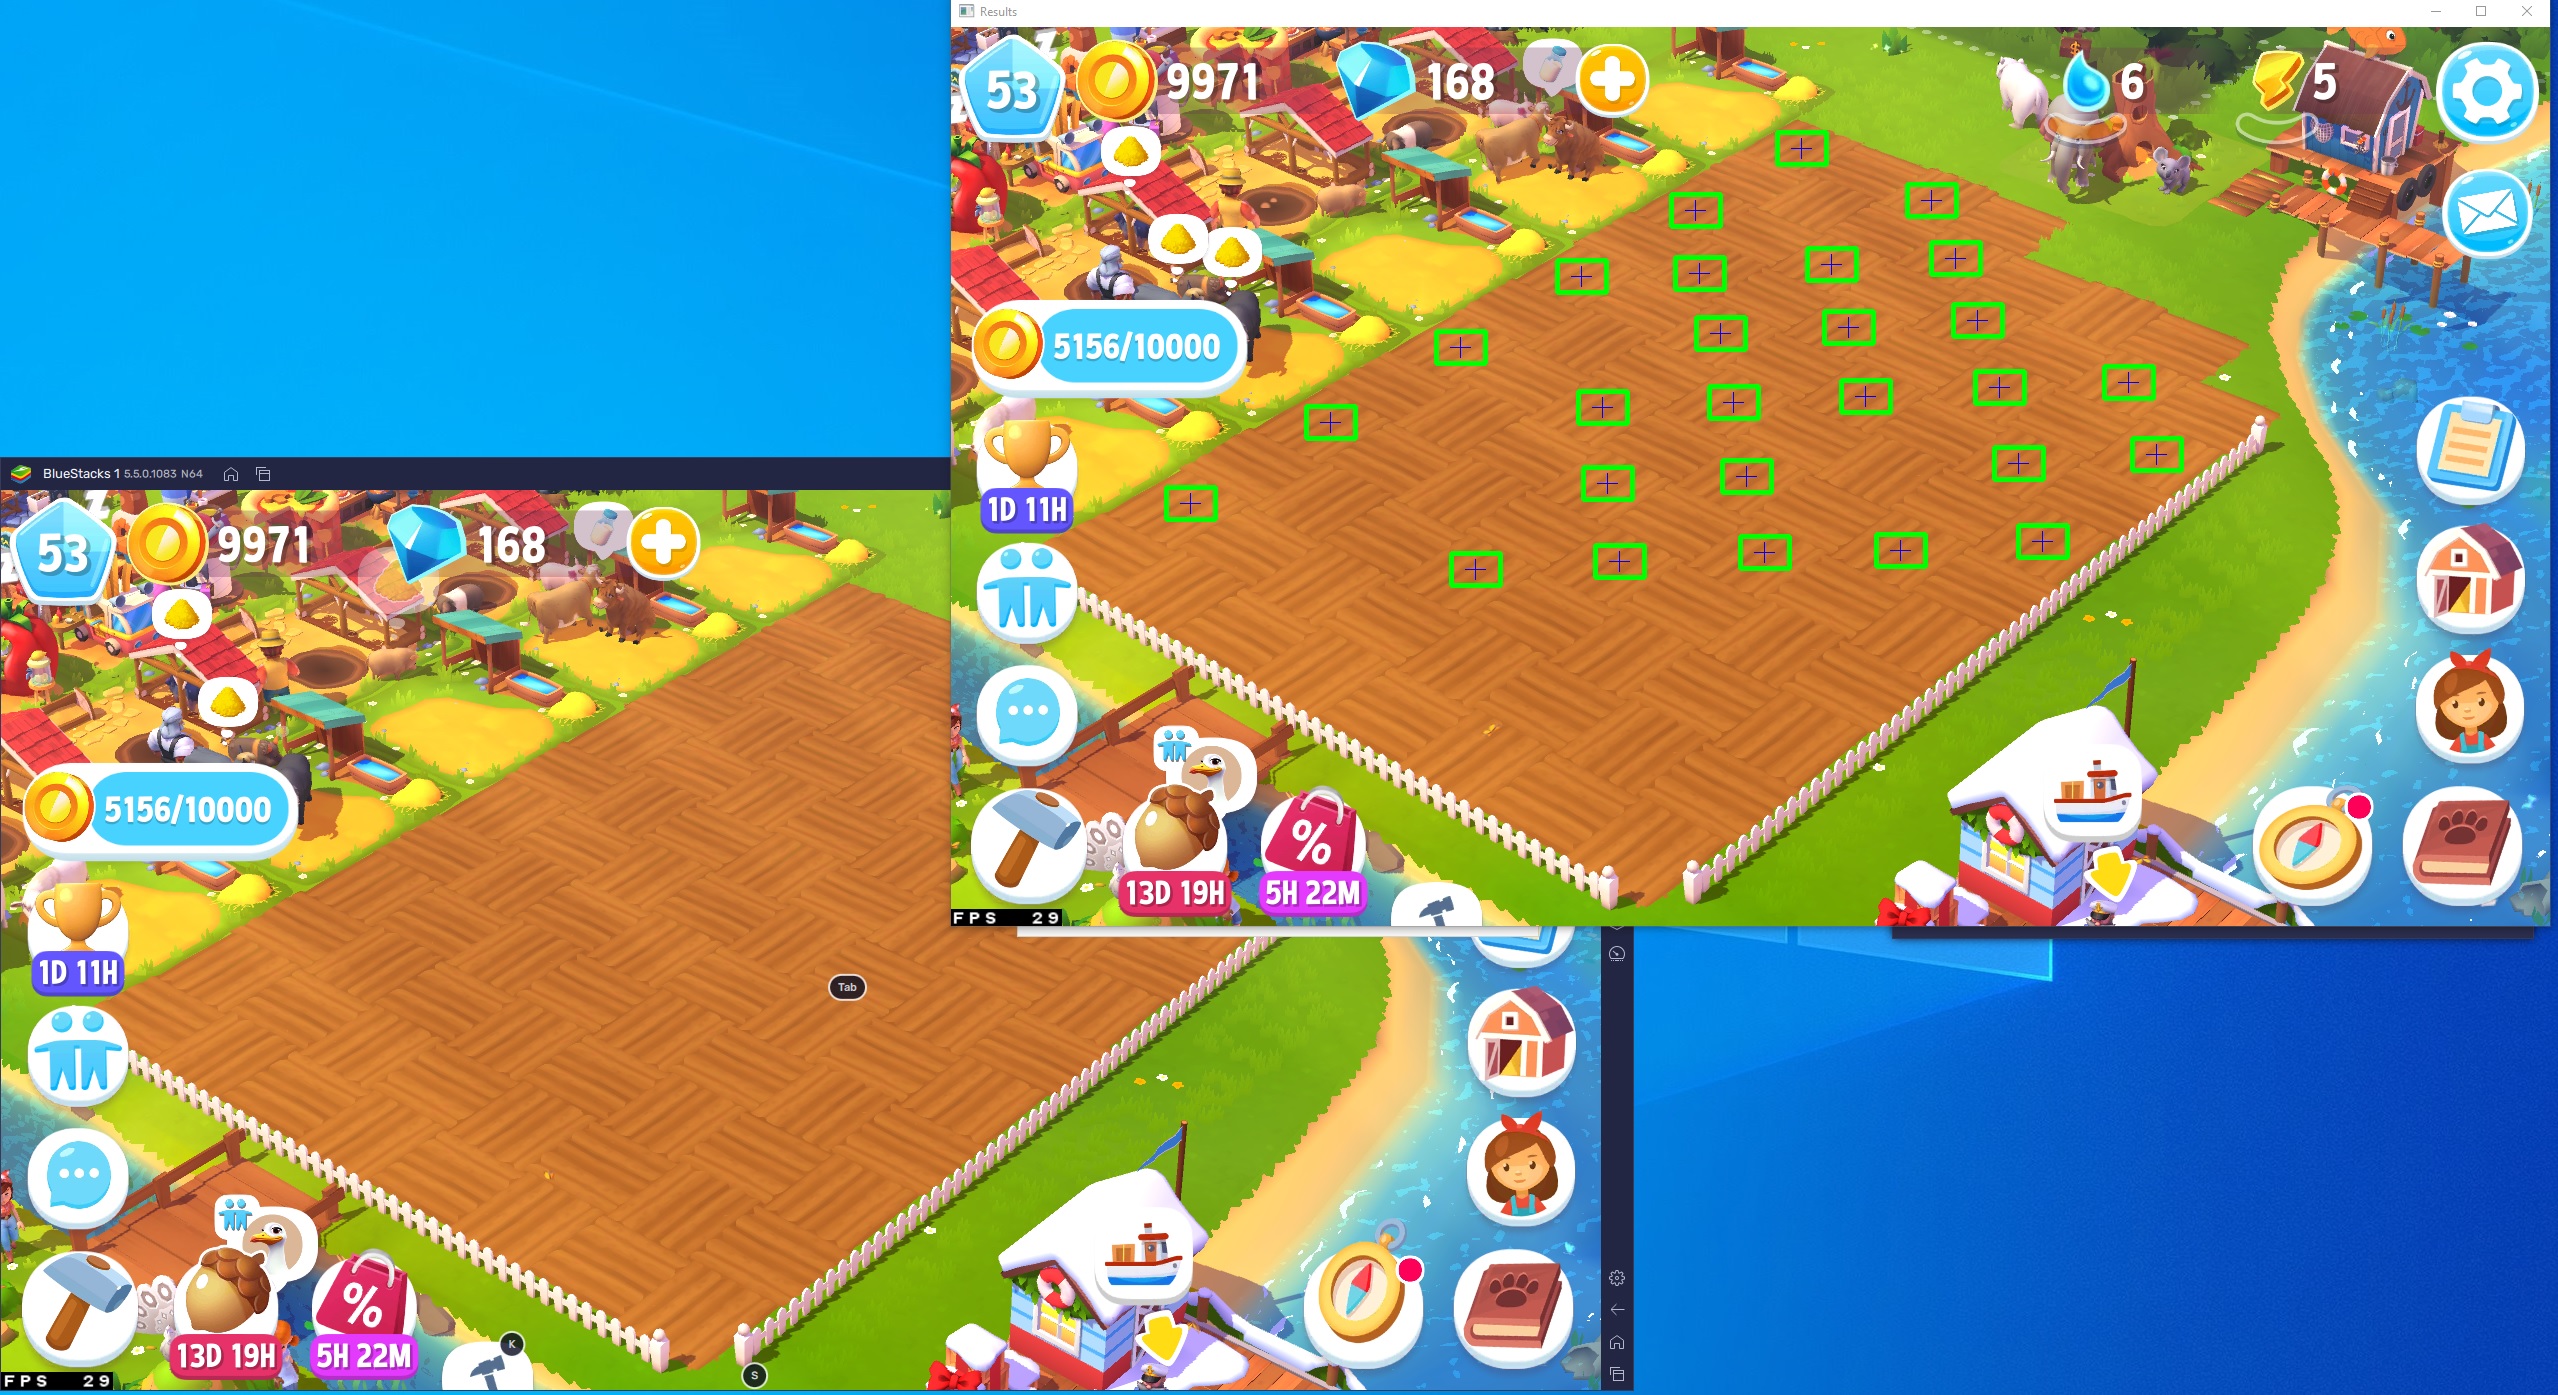 Results
53
9971
168
6
5
5156/10000
1D 11H
13D 19H
5H 22M
%
FPS 29
BlueStacks 1 5.5.0.1083 N64
53
9971
168
5156/10000
1D 11H
Tab
13D 19H
5H 22M
%
K
S
FPS 29